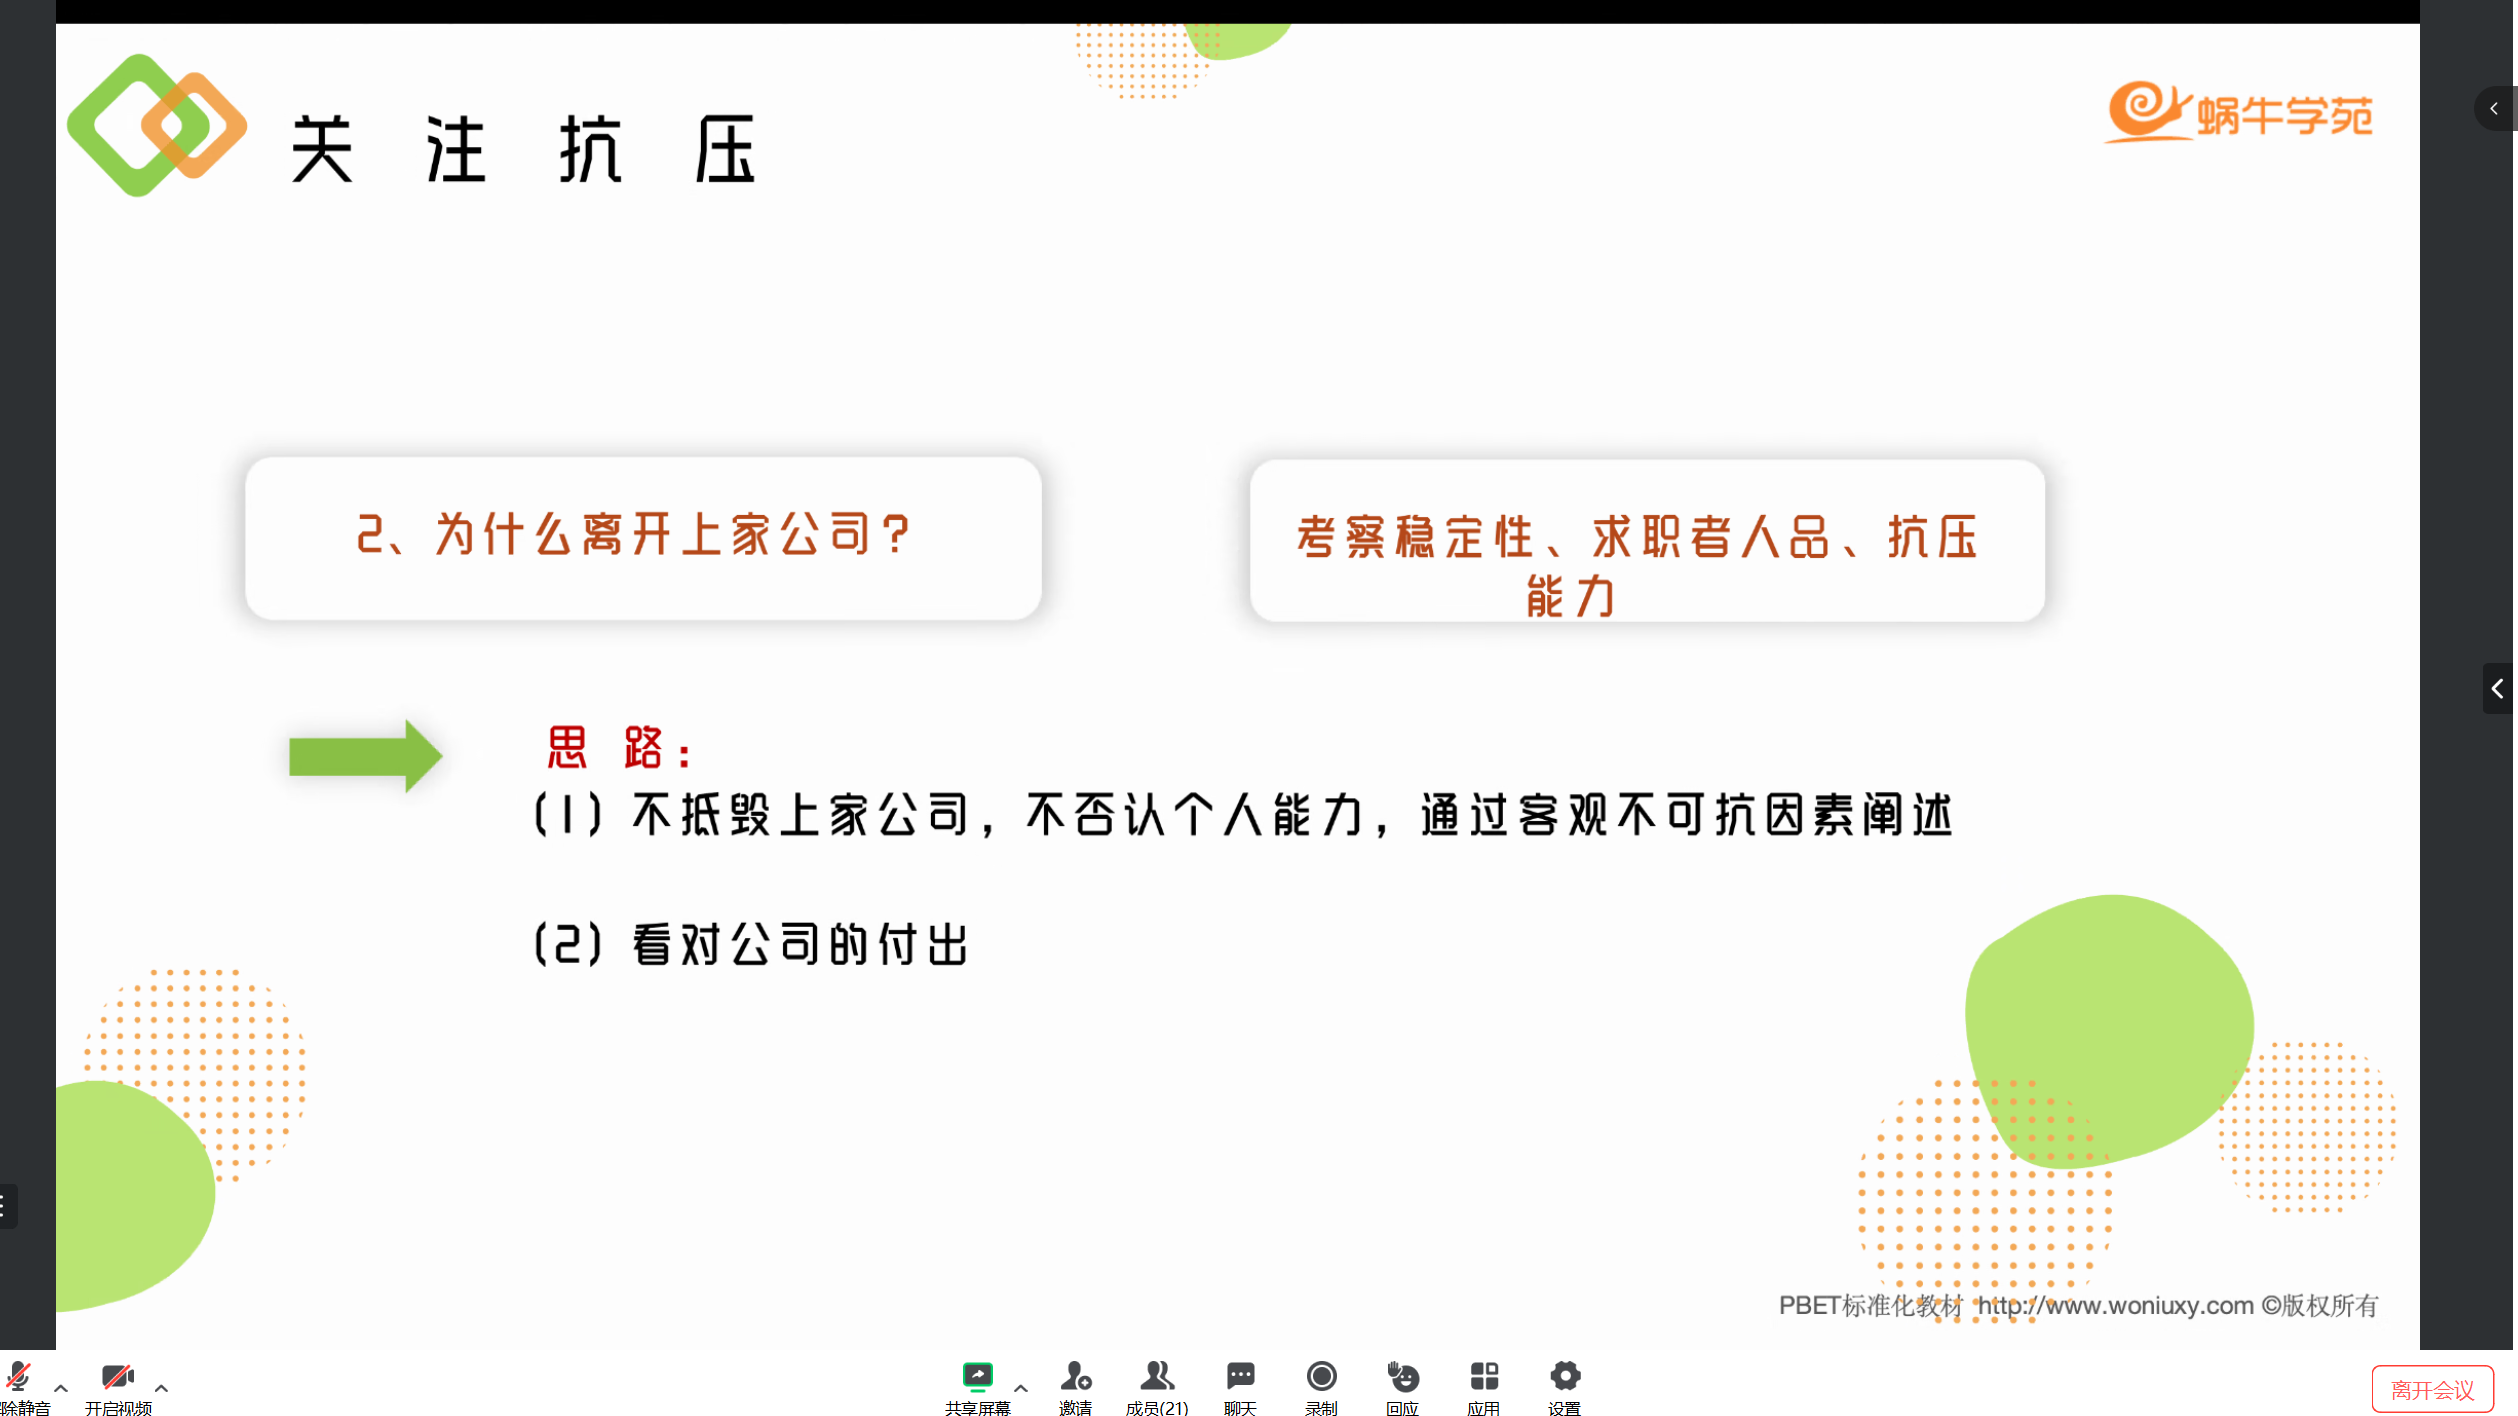 关注抗压
蜗牛学苑
2、为什么离开上家公司？
考察稳定性、求职者人品、抗压
能力
思路：
（1）不抵毁上家公司，不否认个人能力，通过客观不可抗因素阐述
（2）看对公司的付出
PBET标准化教材 http://www.woniuxy.com ©版权所有
除静音
开启视频
共享屏幕
邀请
成员(21)
聊天
录制
回应
应用
设置
离开会议